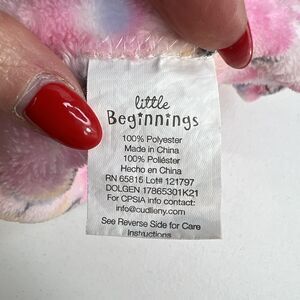 little
Beginnings
100% Polyester
Made in China
100% Poliéster
Hecho en China
RN 65815 Lot# 121797
DOLGEN 17865301K21
For CPSIA info contact:
info@cudlieny.com
See Reverse Side for Care
Instructions